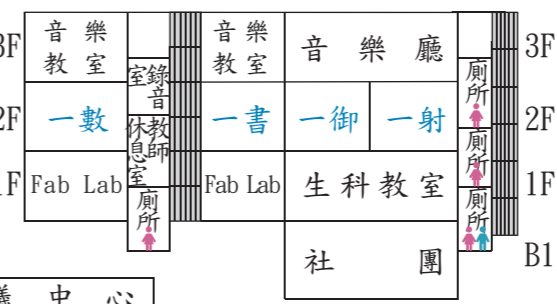 3F 音樂教室 音樂教室 音樂廳 3F
錄音室 廁所
2F 一數 一書 一御 一射 2F
教師休息室 廁所
1F Fab Lab Fab Lab 生科教室 1F
廁所 廁所
社團 B1
議中心